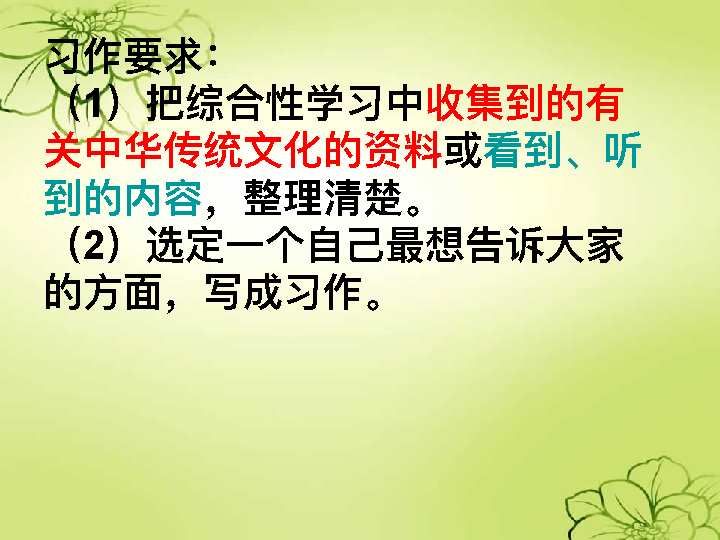 习作要求：
（1）把综合性学习中收集到的有
关中华传统文化的资料或看到、听
到的内容，整理清楚。
（2）选定一个自己最想告诉大家
的方面，写成习作。